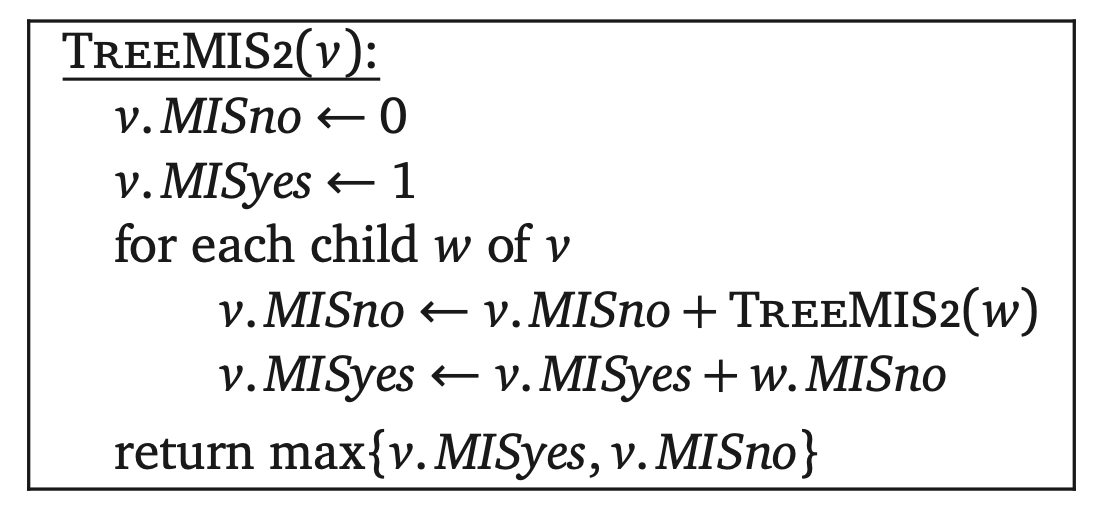 TREEMIS2(v):
v.MISno ← 0
v.MISyes ← 1
for each child w of v
v.MISno ← v.MISno + TREEMIS2(w)
v.MISyes ← v.MISyes + w.MISno
return max{v.MISyes, v.MISno}